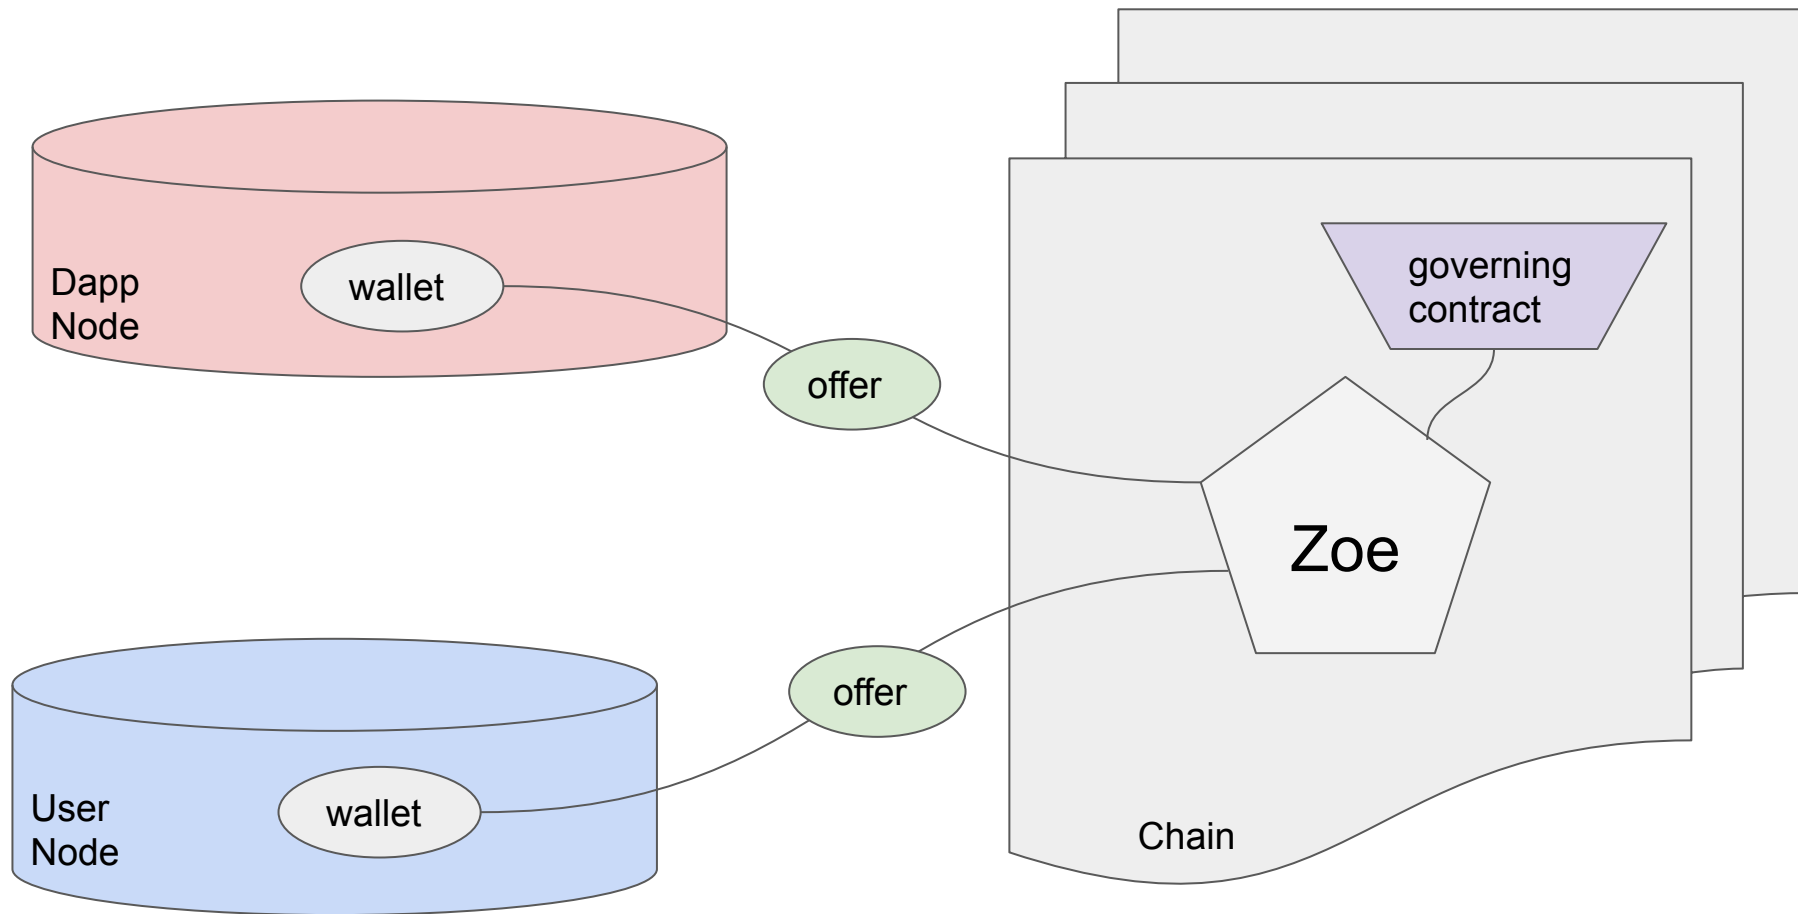 Dapp
Node
wallet
offer
governing
contract
Zoe
offer
User
Node
wallet
Chain